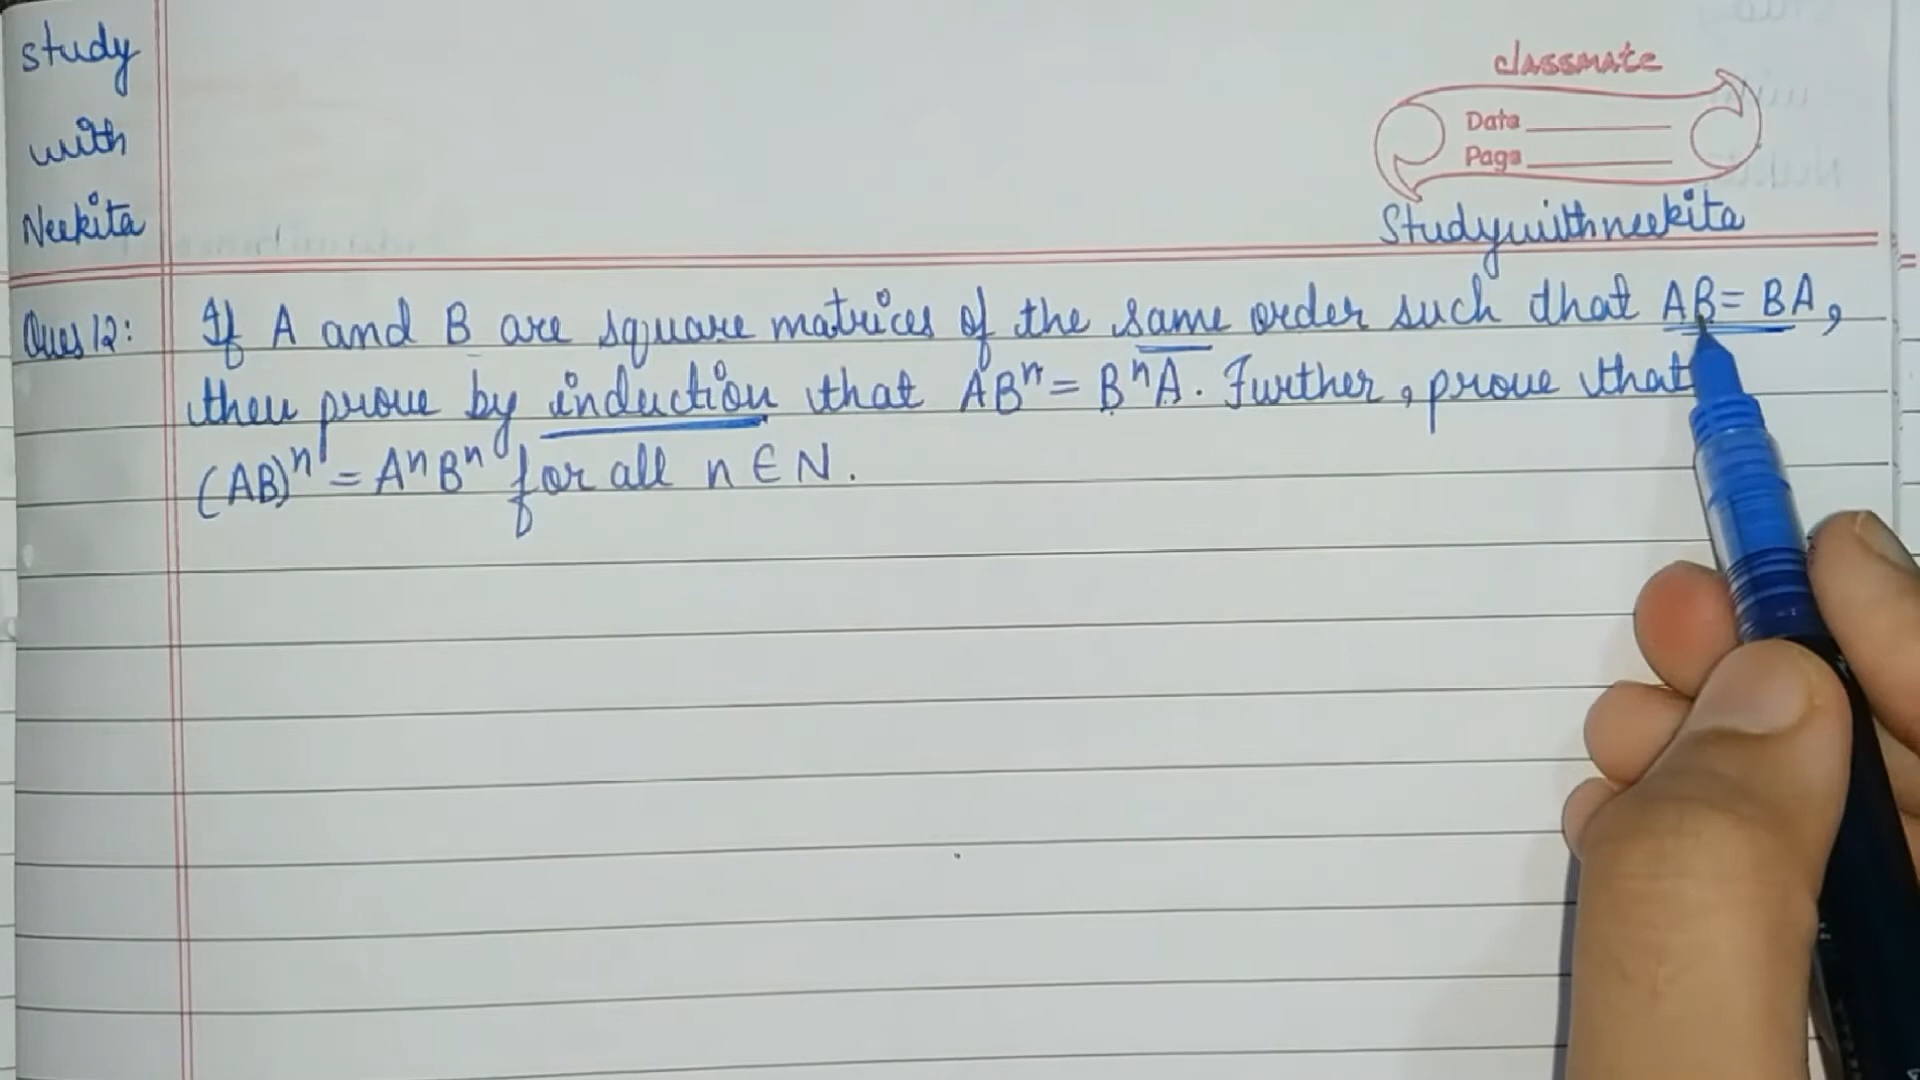 study
with
Neekita
classmate
Date
Page
Studywithneekita
Ques 12: If A and B are square matrices of the same order such that AB = BA,
then prove by induction that ABⁿ = BⁿA. Further, prove that
(AB)ⁿ = AⁿBⁿ for all n ∈ N.